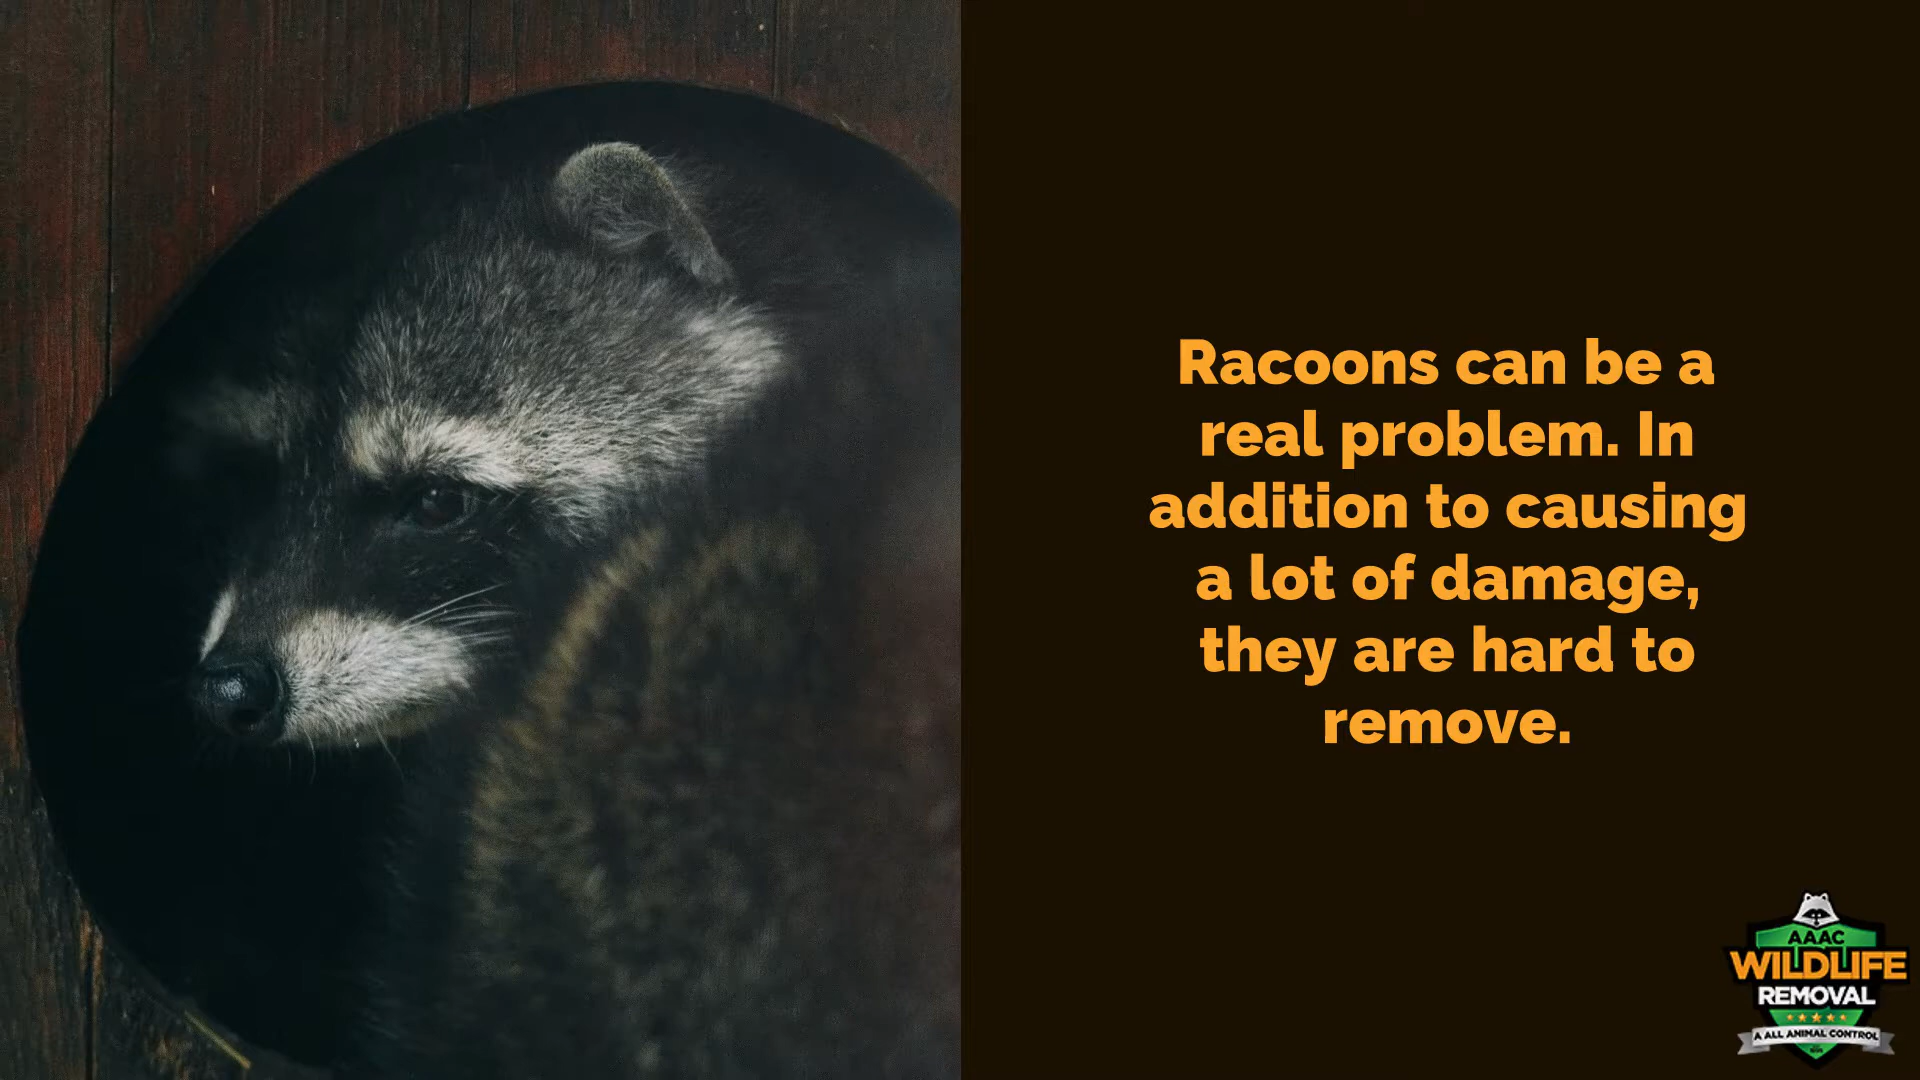 Racoons can be a
real problem. In
addition to causing
a lot of damage,
they are hard to
remove.
AAAC
WILDLIFE
REMOVAL
A ALL ANIMAL CONTROL